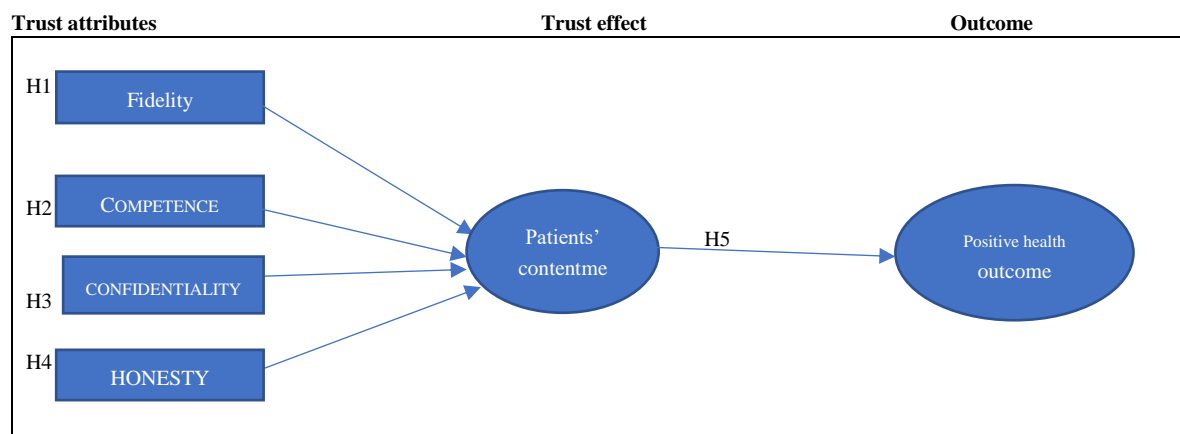 Trust attributes Trust effect Outcome
H1 Fidelity
H2 COMPETENCE
H3 CONFIDENTIALITY
H4 HONESTY
Patients’
contentme
H5
Positive health
outcome